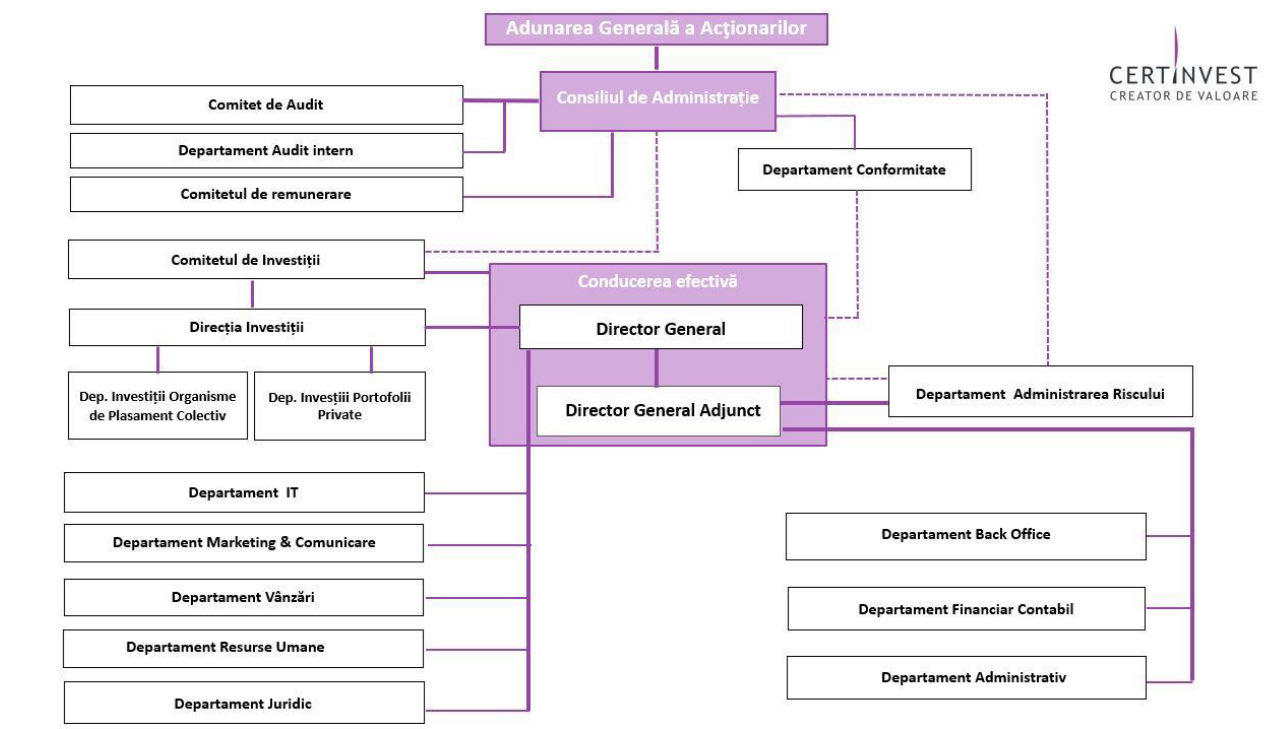 Adunarea Generală a Acţionarilor
CERTINVEST
CREATOR DE VALOARE
Consiliul de Administrație
Comitet de Audit
Departament Audit intern
Comitetul de remunerare
Departament Conformitate
Comitetul de Investiții
Conducerea efectivă
Direcția Investiții
Director General
Dep. Investiții Organisme
de Plasament Colectiv
Dep. Invesțiii Portofolii
Private
Director General Adjunct
Departament Administrarea Riscului
Departament IT
Departament Marketing & Comunicare
Departament Vânzări
Departament Resurse Umane
Departament Juridic
Departament Back Office
Departament Financiar Contabil
Departament Administrativ